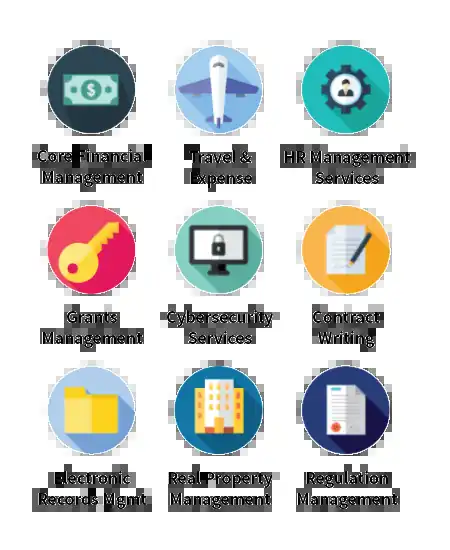 Core Financial
Management
Travel &
Expense
HR Management
Services
Grants
Management
Cybersecurity
Services
Contract
Writing
Electronic
Records Mgmt
Real Property
Management
Regulation
Management